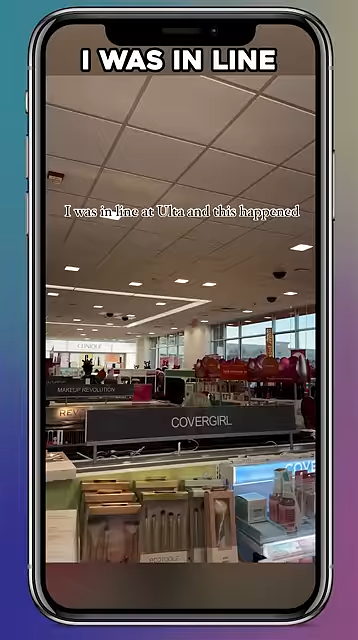 I WAS IN LINE
I was in line at Ulta and this happened
CLINIQUE
MAKEUP REVOLUTION
REV
COVERGIRL
COVE
ECOTOOLS